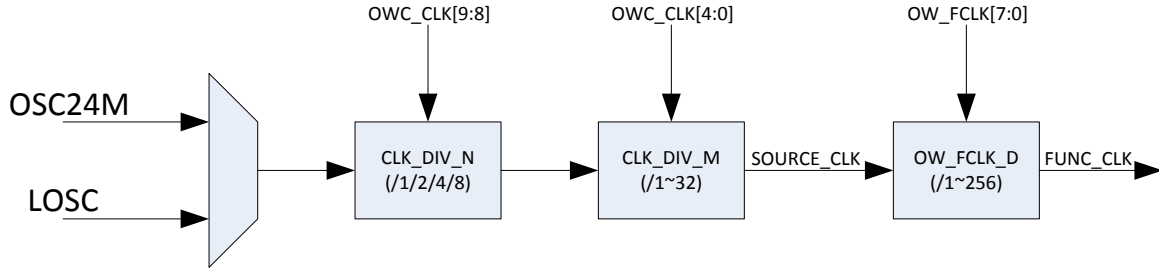 OWC_CLK[9:8]
OWC_CLK[4:0]
OW_FCLK[7:0]
OSC24M
LOSC
CLK_DIV_N
(/1/2/4/8)
CLK_DIV_M
(/1~32)
SOURCE_CLK
OW_FCLK_D
(/1~256)
FUNC_CLK